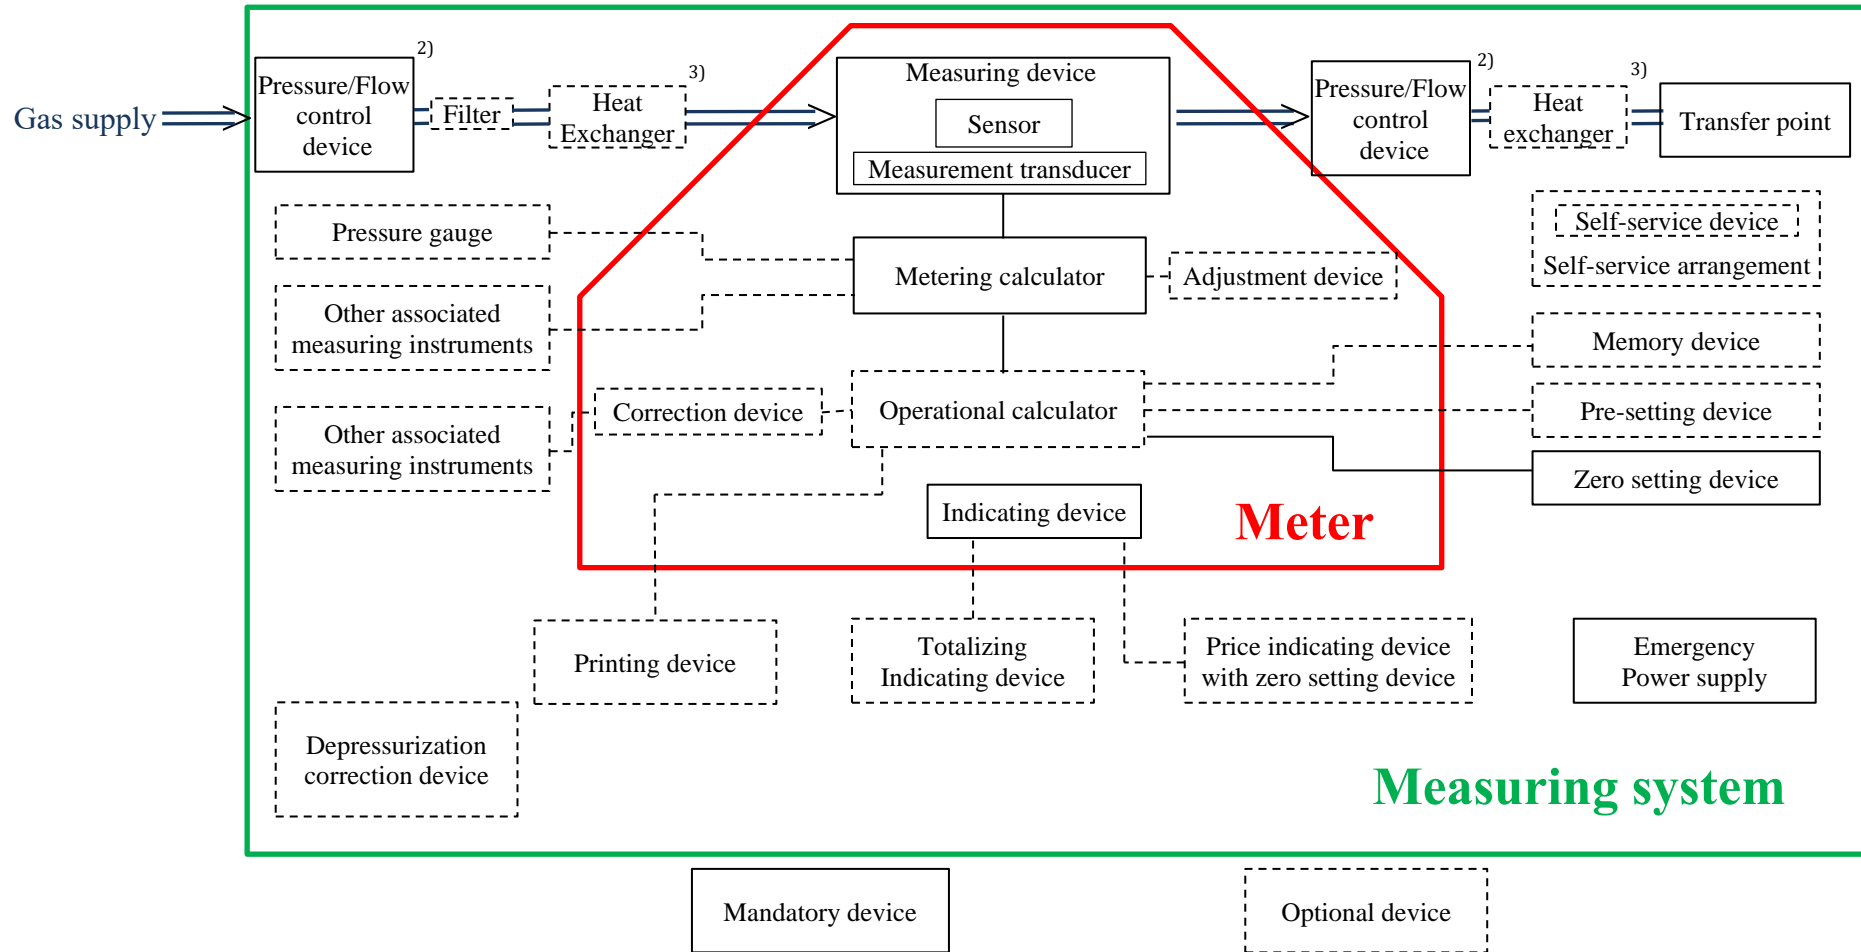 Gas supply
Pressure/Flow
control
device
2)
Filter
Heat
Exchanger
3)
Measuring device
Sensor
Measurement transducer
Pressure/Flow
control
device
2)
Heat
exchanger
3)
Transfer point
Pressure gauge
Other associated
measuring instruments
Other associated
measuring instruments
Correction device
Metering calculator
Adjustment device
Operational calculator
Indicating device
Meter
Self-service device
Self-service arrangement
Memory device
Pre-setting device
Zero setting device
Printing device
Totalizing
Indicating device
Price indicating device
with zero setting device
Emergency
Power supply
Depressurization
correction device
Measuring system
Mandatory device
Optional device